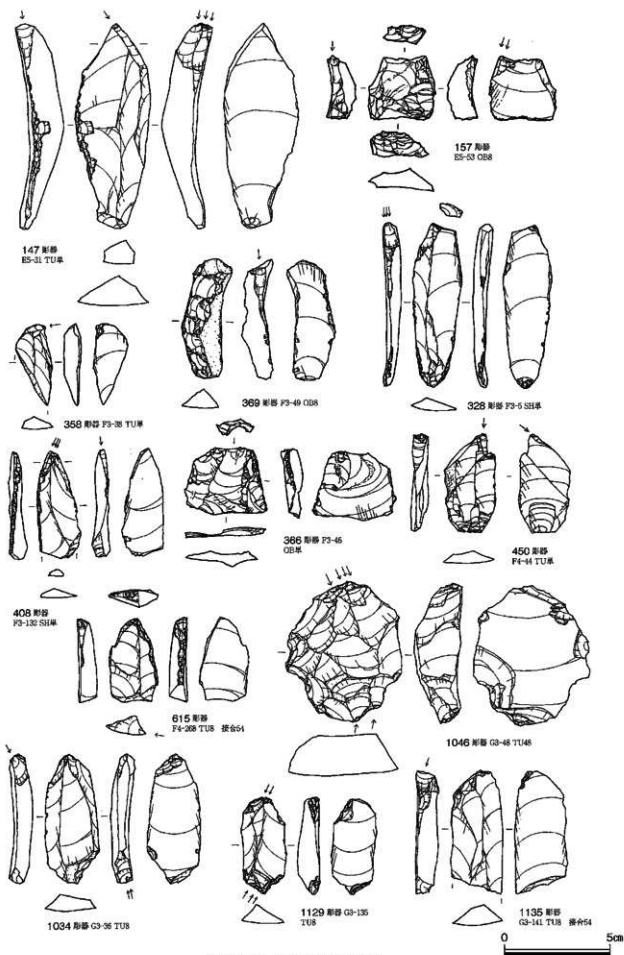 157 彫器
E5-53 OB8
147 彫器
E5-31 TU単
369 彫器 F3-49 OB8
328 彫器 F3-5 SH単
358 彫器 F3-38 TU単
366 彫器 F3-46
OB単
450 彫器
F4-44 TU単
408 彫器
F3-132 SH単
615 彫器
F4-268 TU8 接合54
1046 彫器 G3-48 TU48
1034 彫器 G3-36 TU8
1129 彫器 G3-135
TU8
1135 彫器
G3-141 TU8 接合54
0 5cm